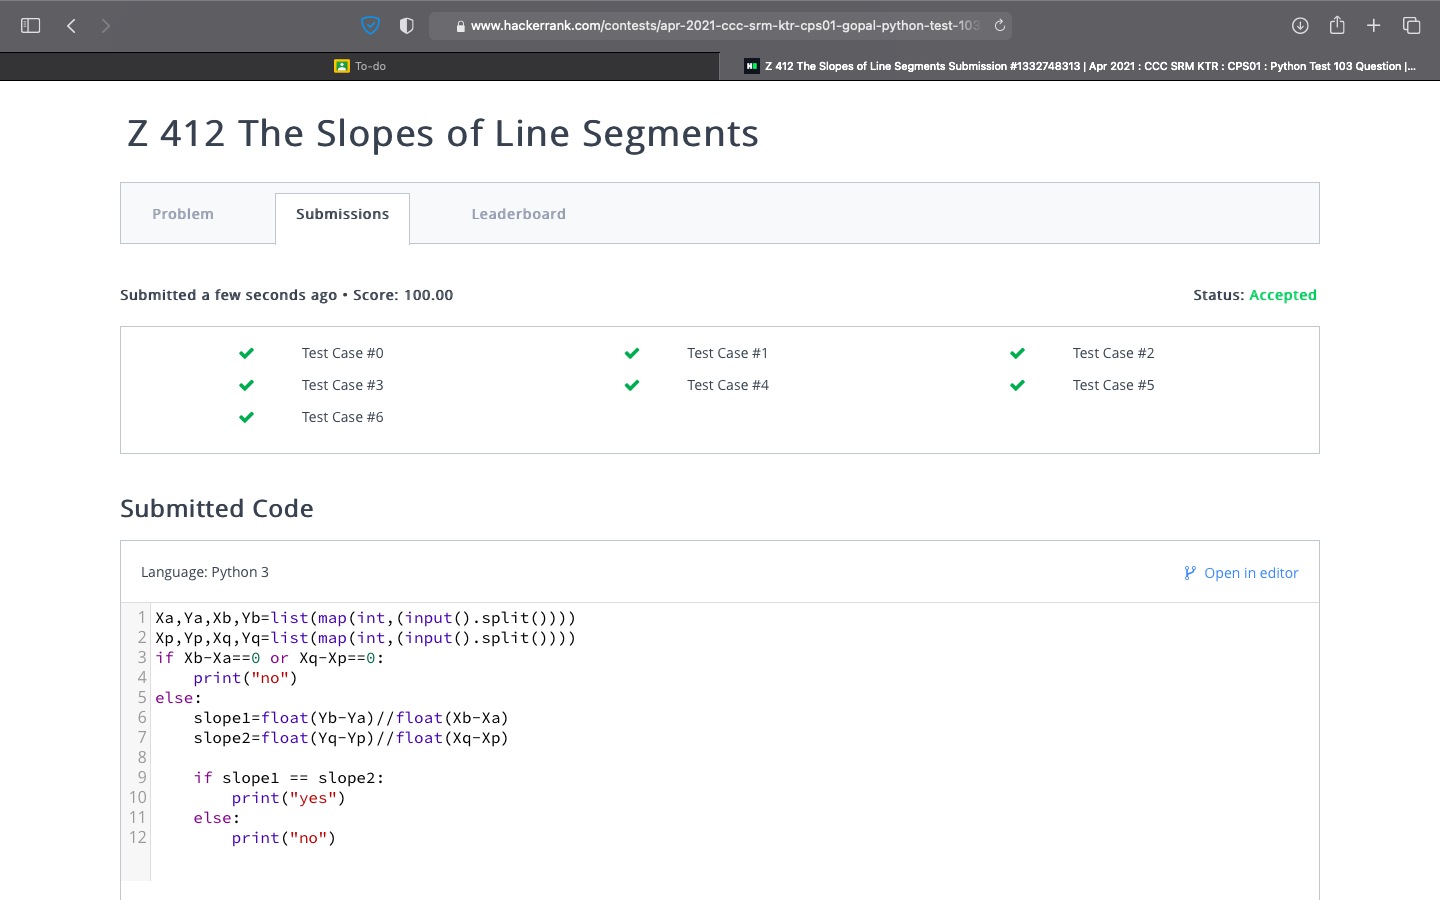 www.hackerrank.com/contests/apr-2021-ccc-srm-ktr-cps01-gopal-python-test-103
To-do
Z 412 The Slopes of Line Segments Submission #1332748313 | Apr 2021 : CCC SRM KTR : CPS01 : Python Test 103 Question |...
Z 412 The Slopes of Line Segments
Problem
Submissions
Leaderboard
Submitted a few seconds ago • Score: 100.00
Status: Accepted
Test Case #0
Test Case #1
Test Case #2
Test Case #3
Test Case #4
Test Case #5
Test Case #6
Submitted Code
Language: Python 3
Open in editor
1 Xa,Ya,Xb,Yb=list(map(int,(input().split())))
2 Xp,Yp,Xq,Yq=list(map(int,(input().split())))
3 if Xb-Xa==0 or Xq-Xp==0:
4     print("no")
5 else:
6     slope1=float(Yb-Ya)//float(Xb-Xa)
7     slope2=float(Yq-Yp)//float(Xq-Xp)
8
9     if slope1 == slope2:
10         print("yes")
11     else:
12         print("no")